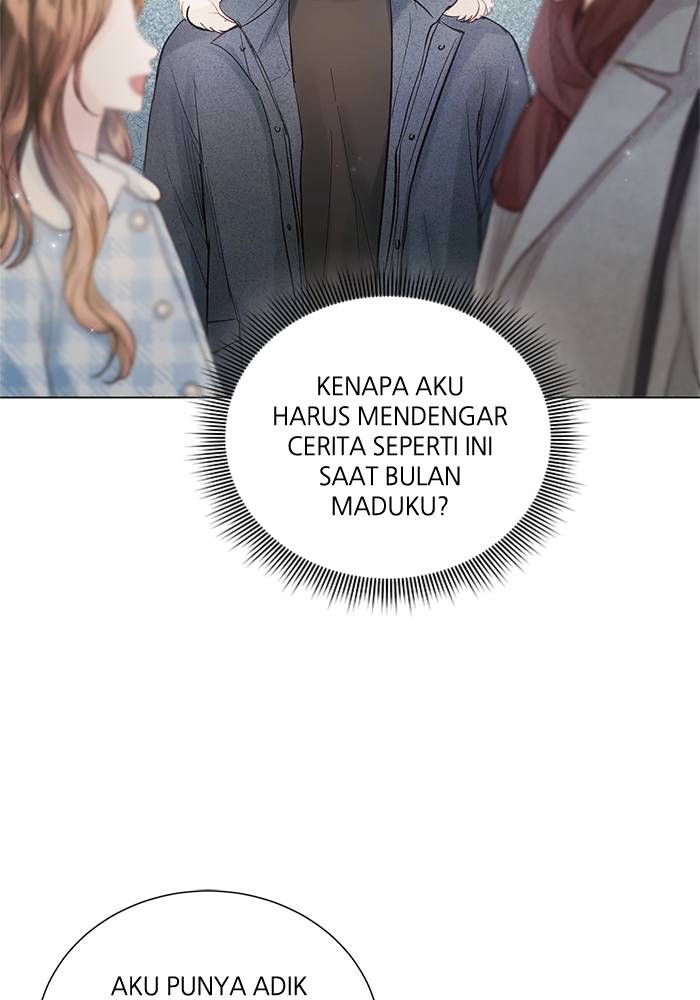 KENAPA AKU
HARUS MENDENGAR
CERITA SEPERTI INI
SAAT BULAN
MADUKU?
AKU PUNYA ADIK